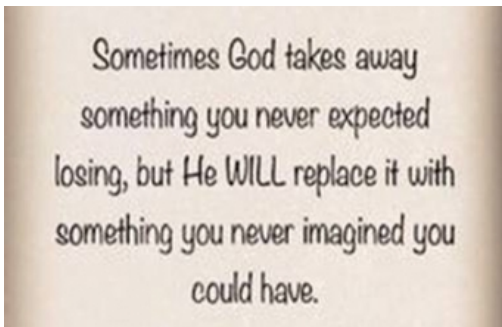 Sometimes God takes away
something you never expected
losing, but He WILL replace it with
something you never imagined you
could have.